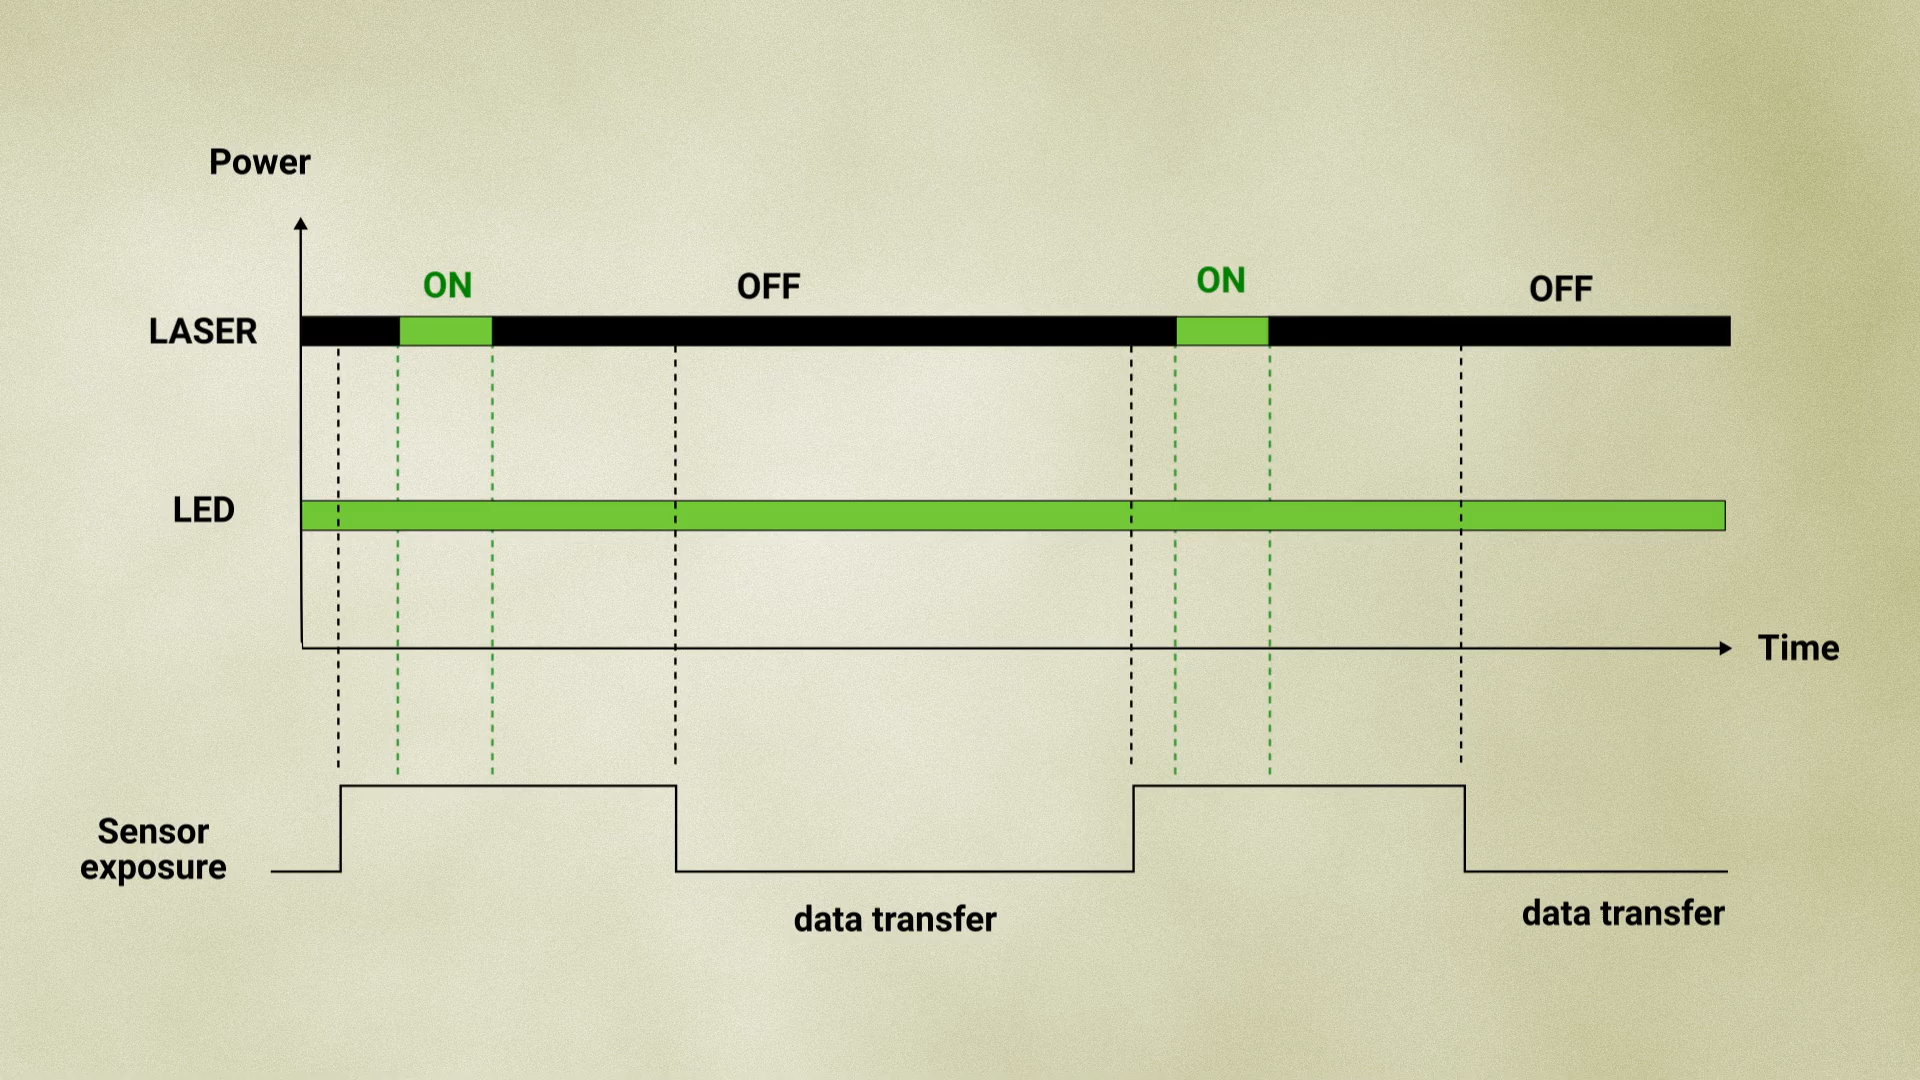 Power
ON
OFF
ON
OFF
LASER
LED
Time
Sensor
exposure
data transfer
data transfer